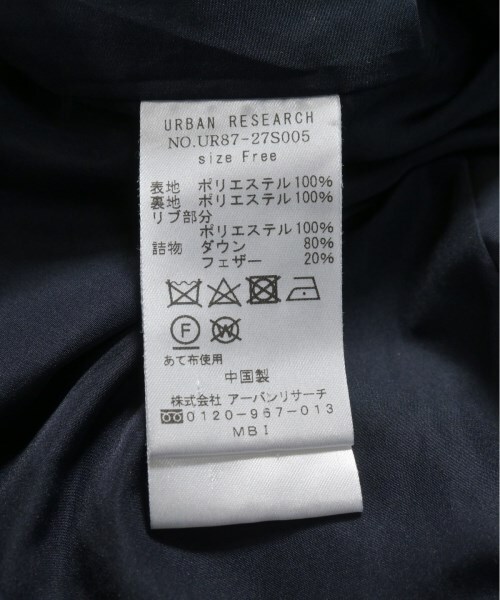 URBAN RESEARCH
NO.UR87-27S005
size Free
表地 ポリエステル100%
裏地 ポリエステル100%
リブ部分
ポリエステル100%
詰物 ダウン 80%
フェザー 20%
F W
あて布使用
中国製
株式会社 アーバンリサーチ
0120-967-013
MBI